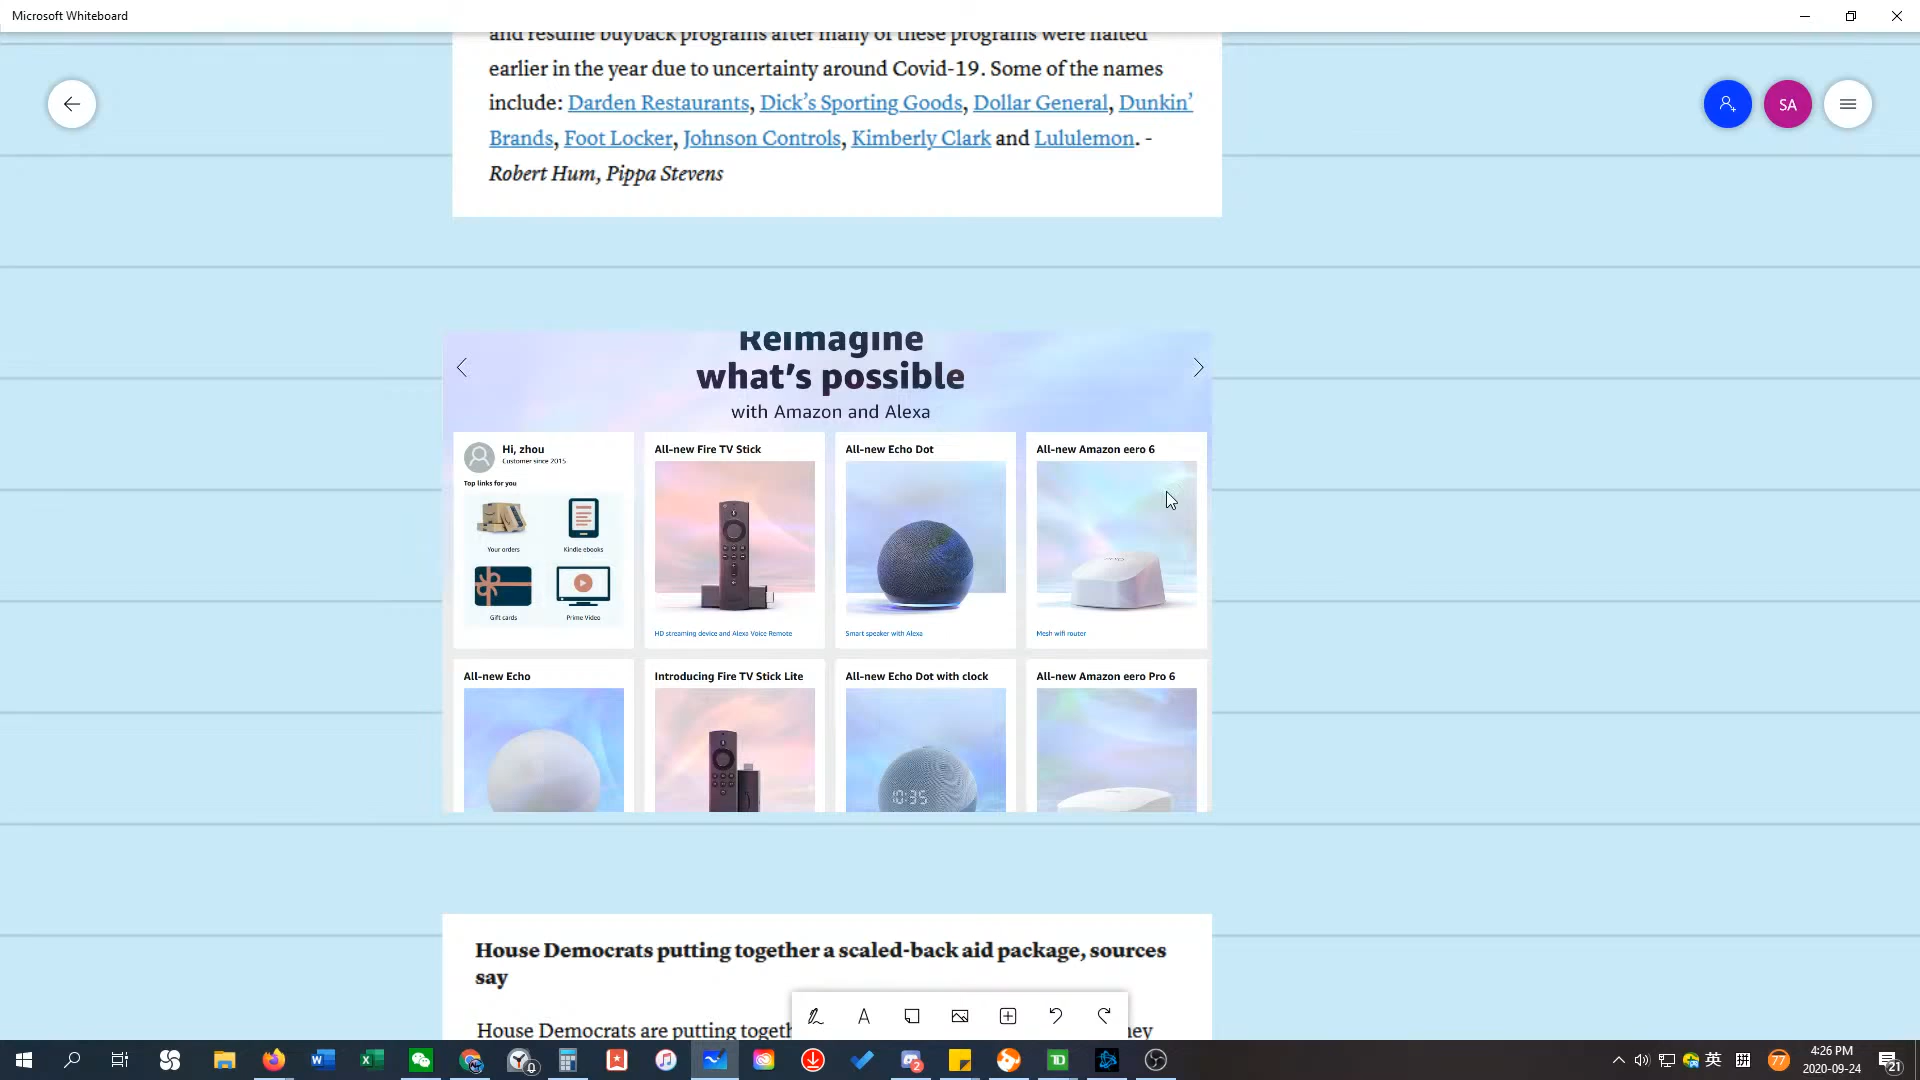 Microsoft Whiteboard
and resume buyback programs after many of these programs were halted
earlier in the year due to uncertainty around Covid-19. Some of the names
include: Darden Restaurants, Dick’s Sporting Goods, Dollar General, Dunkin’
Brands, Foot Locker, Johnson Controls, Kimberly Clark and Lululemon. -
Robert Hum, Pippa Stevens
SA
Reimagine
what’s possible
with Amazon and Alexa
Hi, zhou
Customer since 2015
Top links for you
Your orders
Kindle ebooks
Gift cards
Prime Video
All-new Fire TV Stick
HD streaming device and Alexa Voice Remote
All-new Echo Dot
Smart speaker with Alexa
All-new Amazon eero 6
Mesh wifi router
All-new Echo
Introducing Fire TV Stick Lite
All-new Echo Dot with clock
10:35
All-new Amazon eero Pro 6
House Democrats putting together a scaled-back aid package, sources
say
House Democrats are putting
英
拼
77
4:26 PM
2020-09-24
21